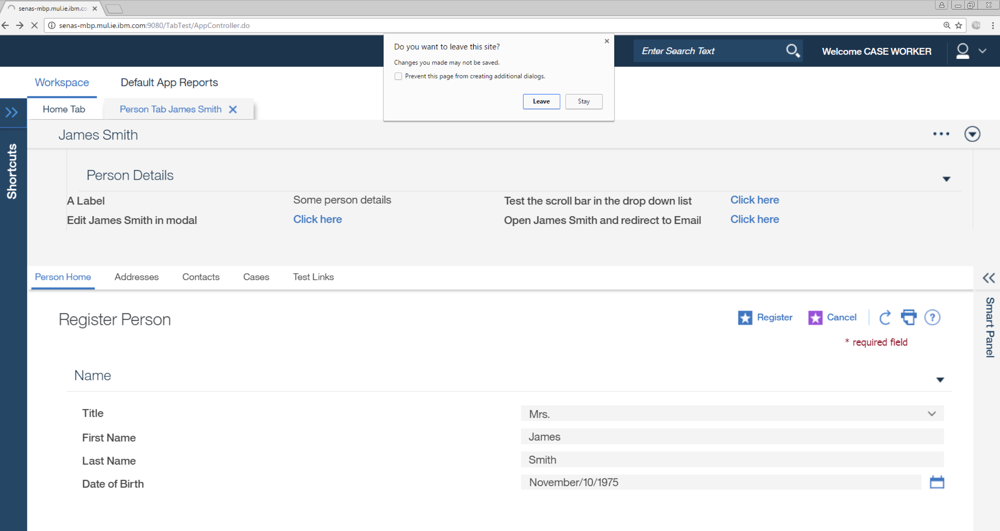 senas-mbp.mul.ie.ibm.co
senas-mbp.mul.ie.ibm.com:9080/TabTest/AppController.do
Do you want to leave this site?
Changes you made may not be saved.
Prevent this page from creating additional dialogs.
Leave Stay
Enter Search Text
Welcome CASE WORKER
Workspace Default App Reports
Home Tab Person Tab James Smith
Shortcuts
James Smith
Person Details
A Label Some person details Test the scroll bar in the drop down list Click here
Edit James Smith in modal Click here Open James Smith and redirect to Email Click here
Person Home Addresses Contacts Cases Test Links
Smart Panel
Register Person
Register Cancel
* required field
Name
Title Mrs.
First Name James
Last Name Smith
Date of Birth November/10/1975